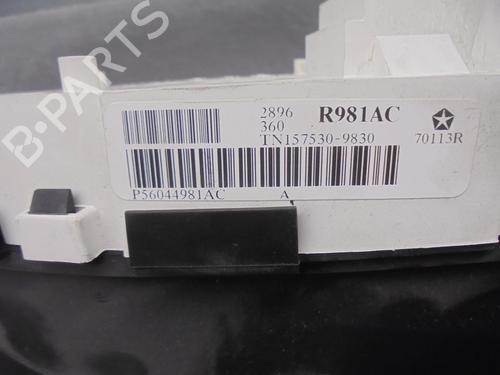 B-PARTS
2896 R981AC
360
TN157530-9830 70113R
P56044981AC A